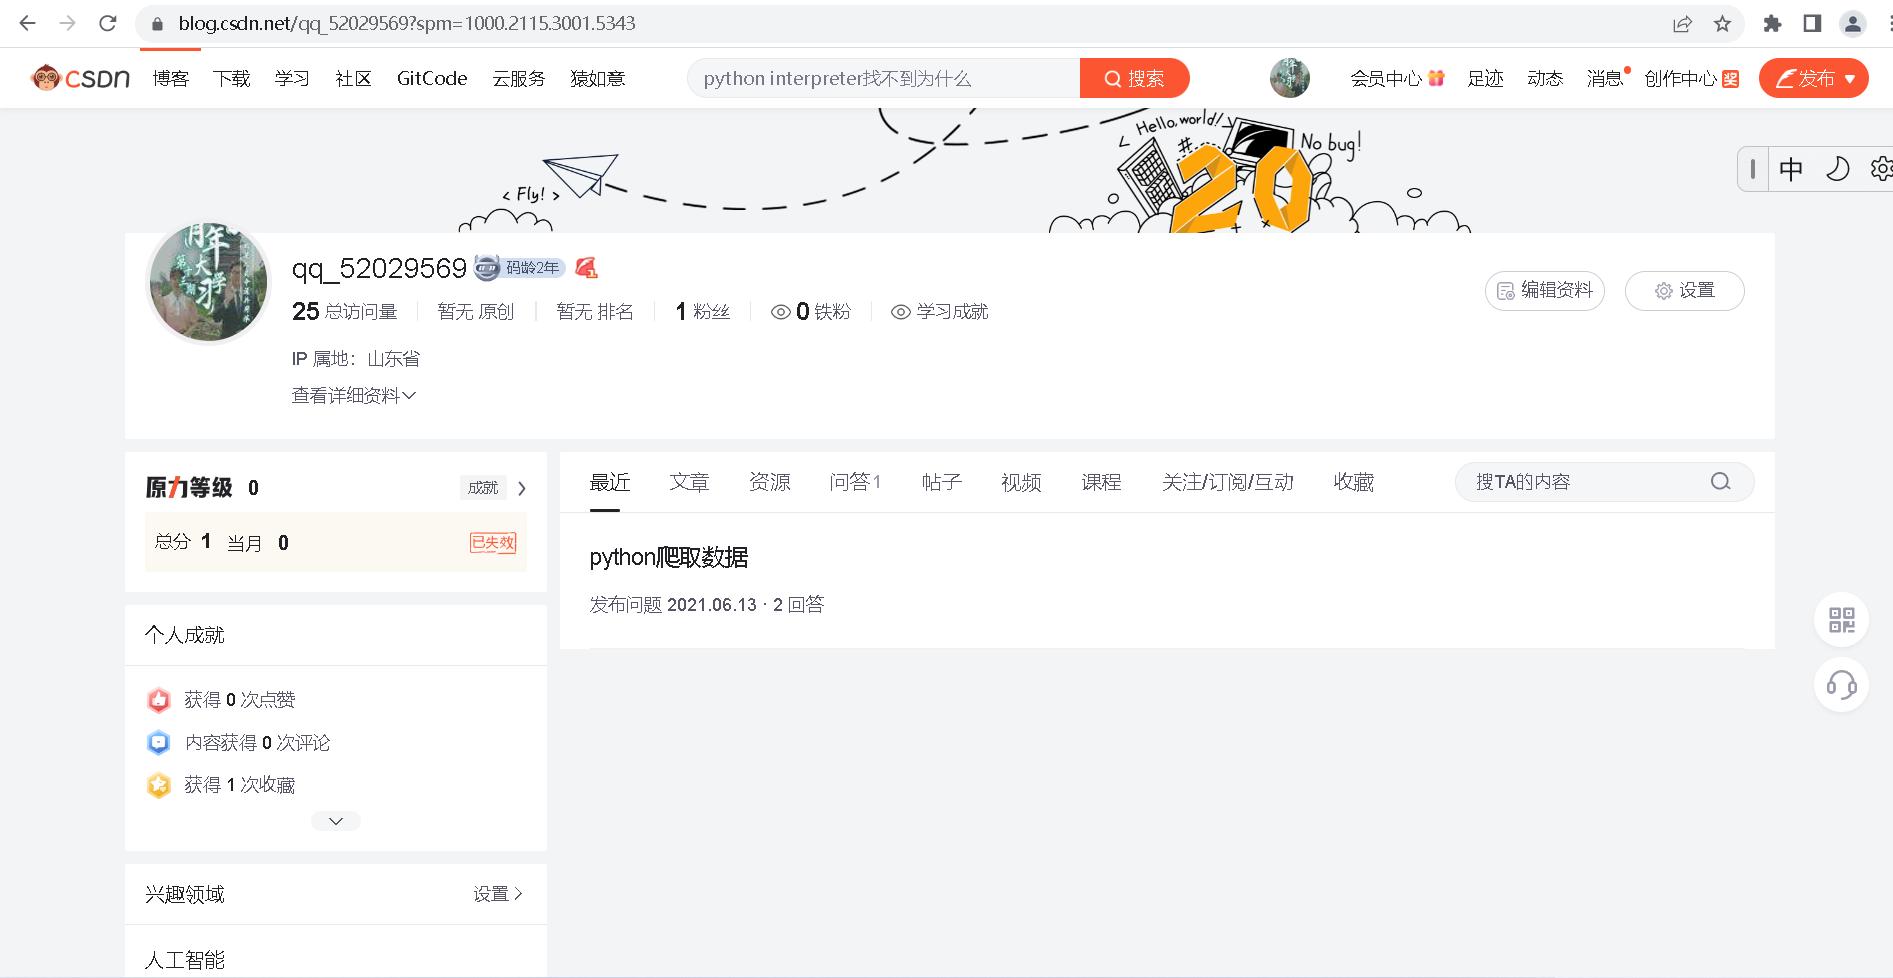 blog.csdn.net/qq_52029569?spm=1000.2115.3001.5343
CSDN 博客 下载 学习 社区 GitCode 云服务 猿如意 python interpreter找不到为什么 搜索 会员中心 足迹 动态 消息 创作中心 奖 发布
Hello,world!
No bug!
< Fly! >
20
中
qq_52029569 码龄2年
25 总访问量 暂无 原创 暂无 排名 1 粉丝 0 铁粉 学习成就
编辑资料 设置
IP 属地：山东省
查看详细资料
原力等级 0 成就
总分 1 当月 0 已失效
个人成就
获得 0 次点赞
内容获得 0 次评论
获得 1 次收藏
兴趣领域 设置
人工智能
最近 文章 资源 问答1 帖子 视频 课程 关注/订阅/互动 收藏 搜TA的内容
python爬取数据
发布问题 2021.06.13 · 2 回答